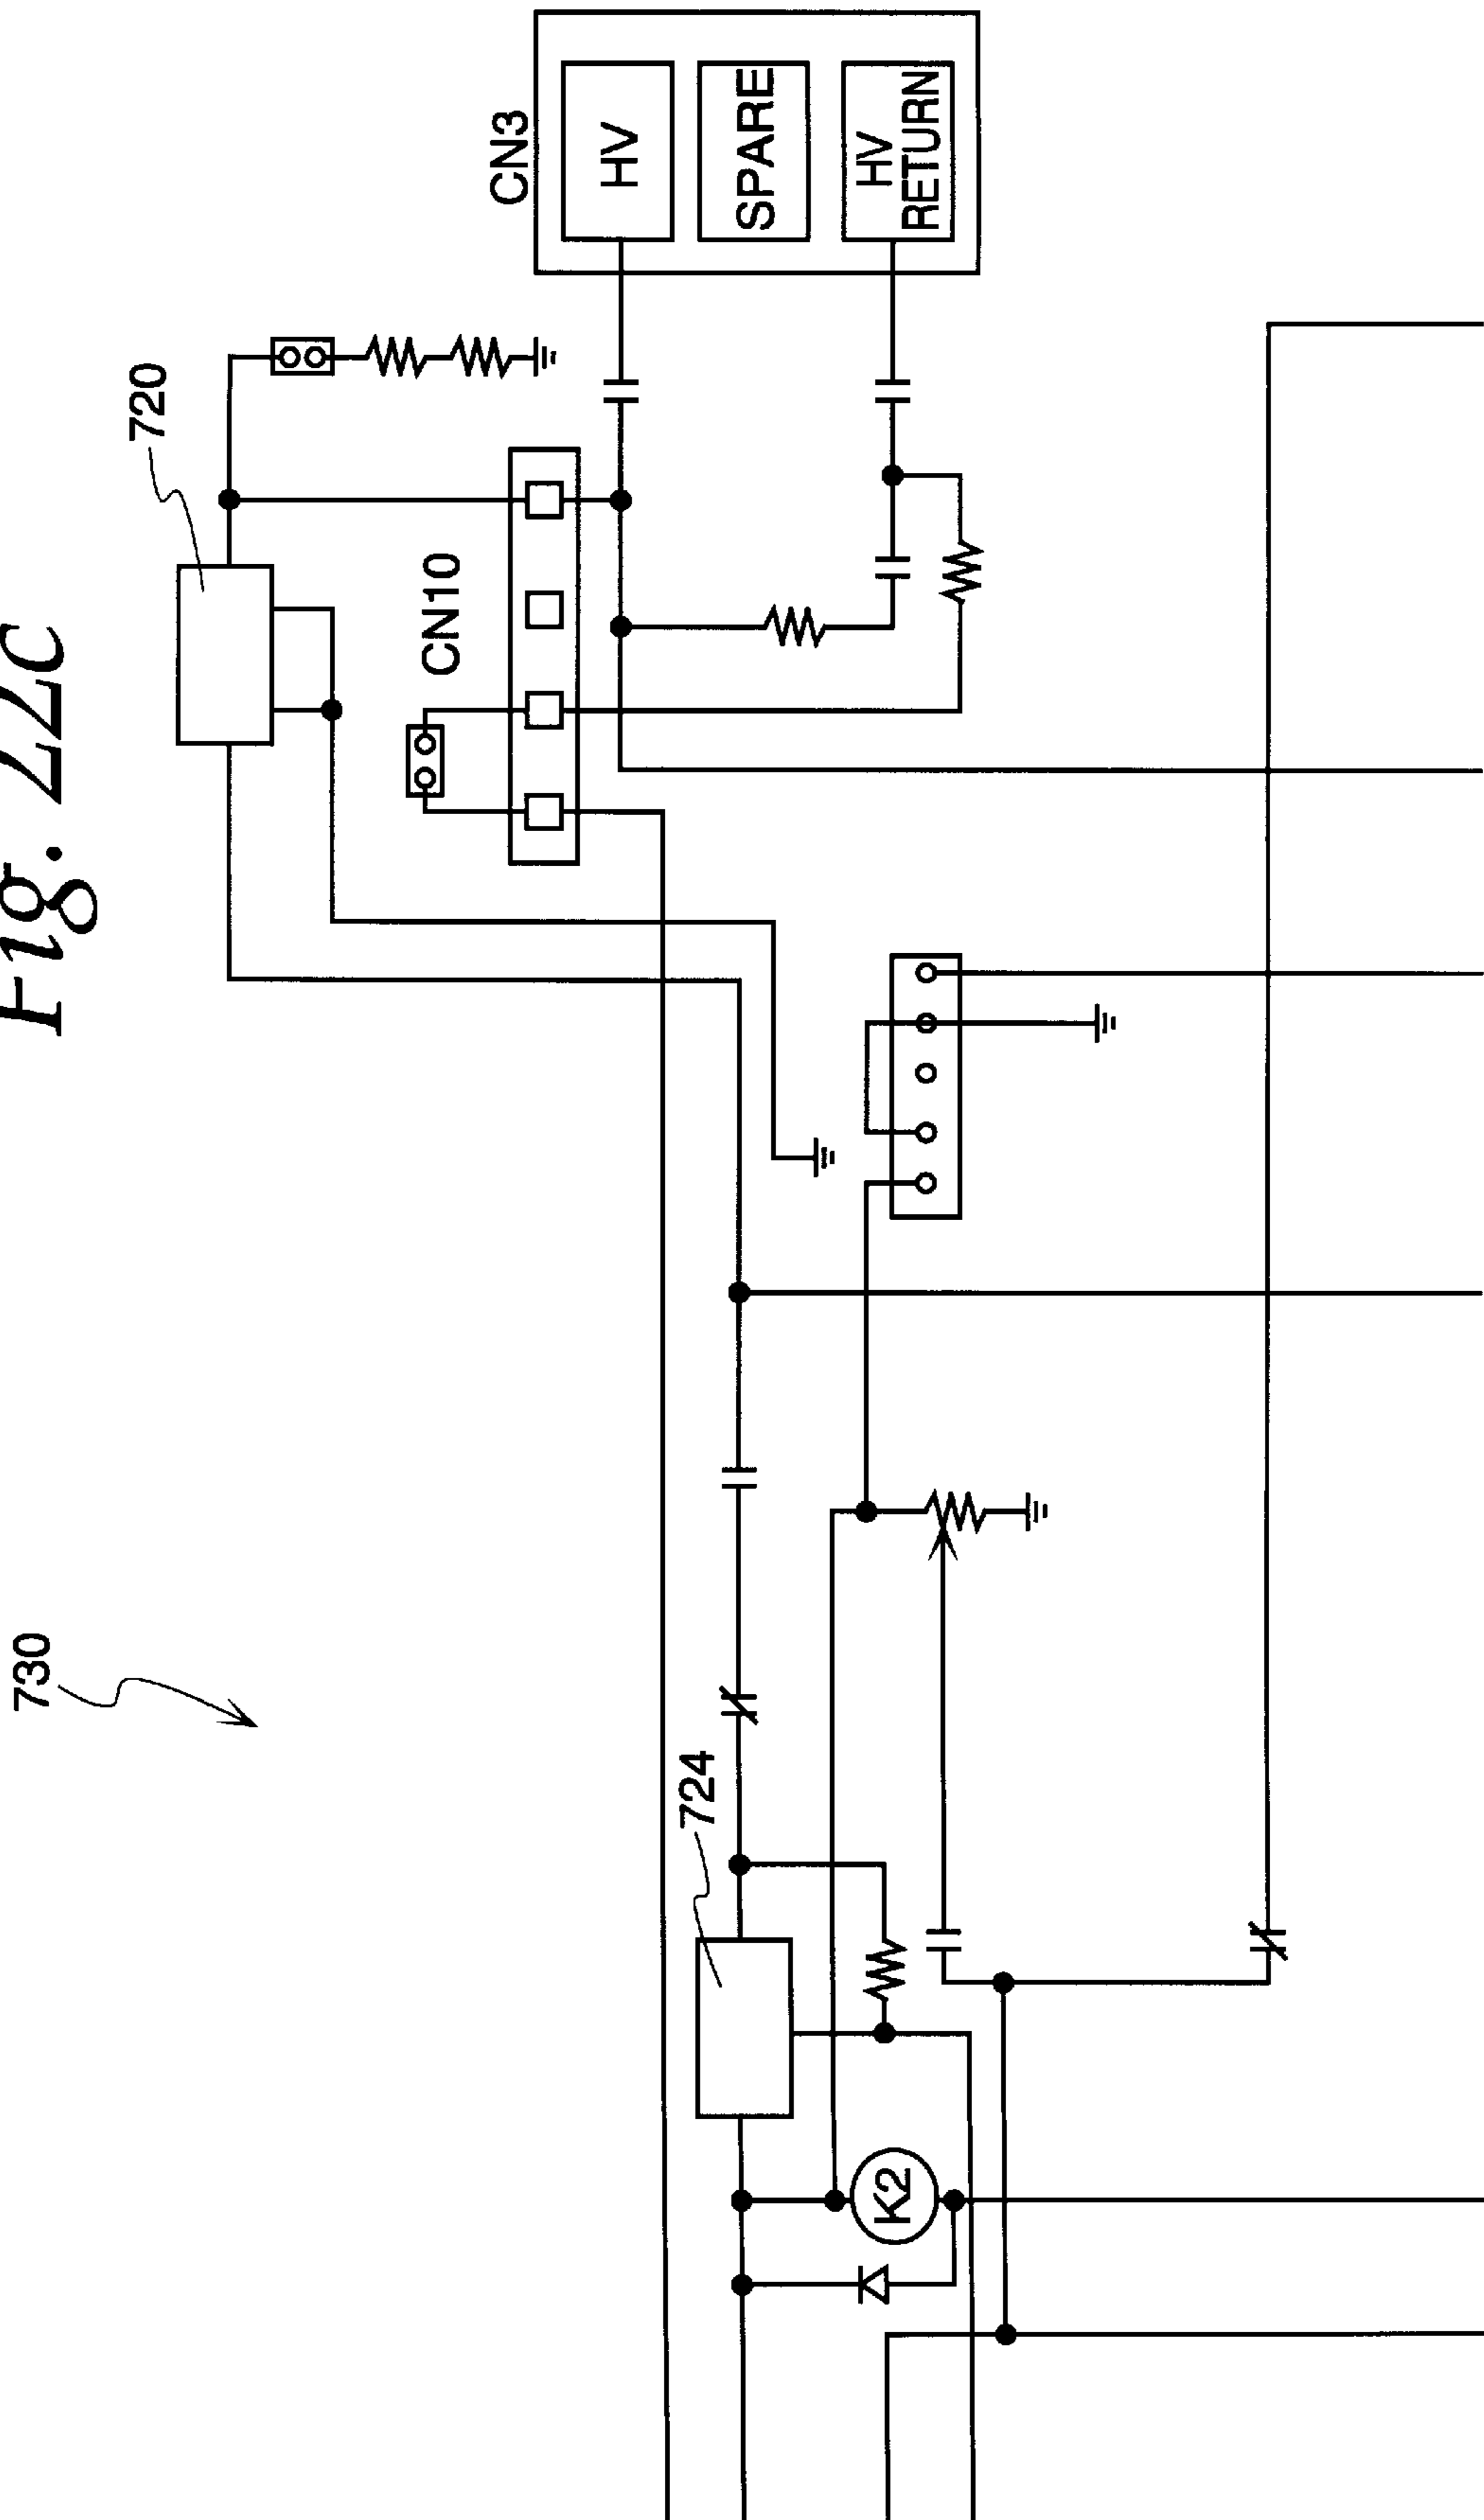 Fig. 22C
730
720
724
CN3
HV
SPARE
HV
RETURN
CN10
K2